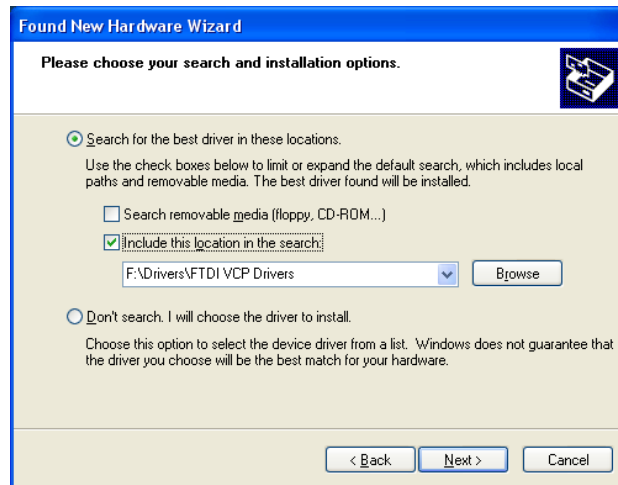 Found New Hardware Wizard
Please choose your search and installation options.
Search for the best driver in these locations.
Use the check boxes below to limit or expand the default search, which includes local
paths and removable media. The best driver found will be installed.
Search removable media (floppy, CD-ROM...)
Include this location in the search:
F:\Drivers\FTDI VCP Drivers
Browse
Don't search. I will choose the driver to install.
Choose this option to select the device driver from a list. Windows does not guarantee that
the driver you choose will be the best match for your hardware.
< Back
Next >
Cancel